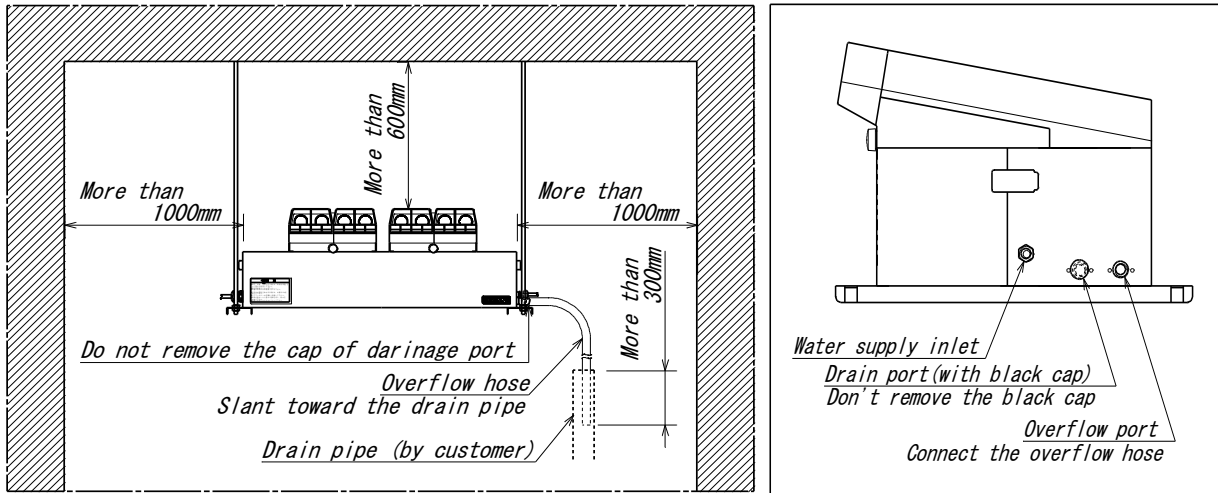 More than
600mm
More than
1000mm
More than
1000mm
More than
300mm
Do not remove the cap of darinage port
Overflow hose
Slant toward the drain pipe
Drain pipe (by customer)
Water supply inlet
Drain port(with black cap)
Don't remove the black cap
Overflow port
Connect the overflow hose